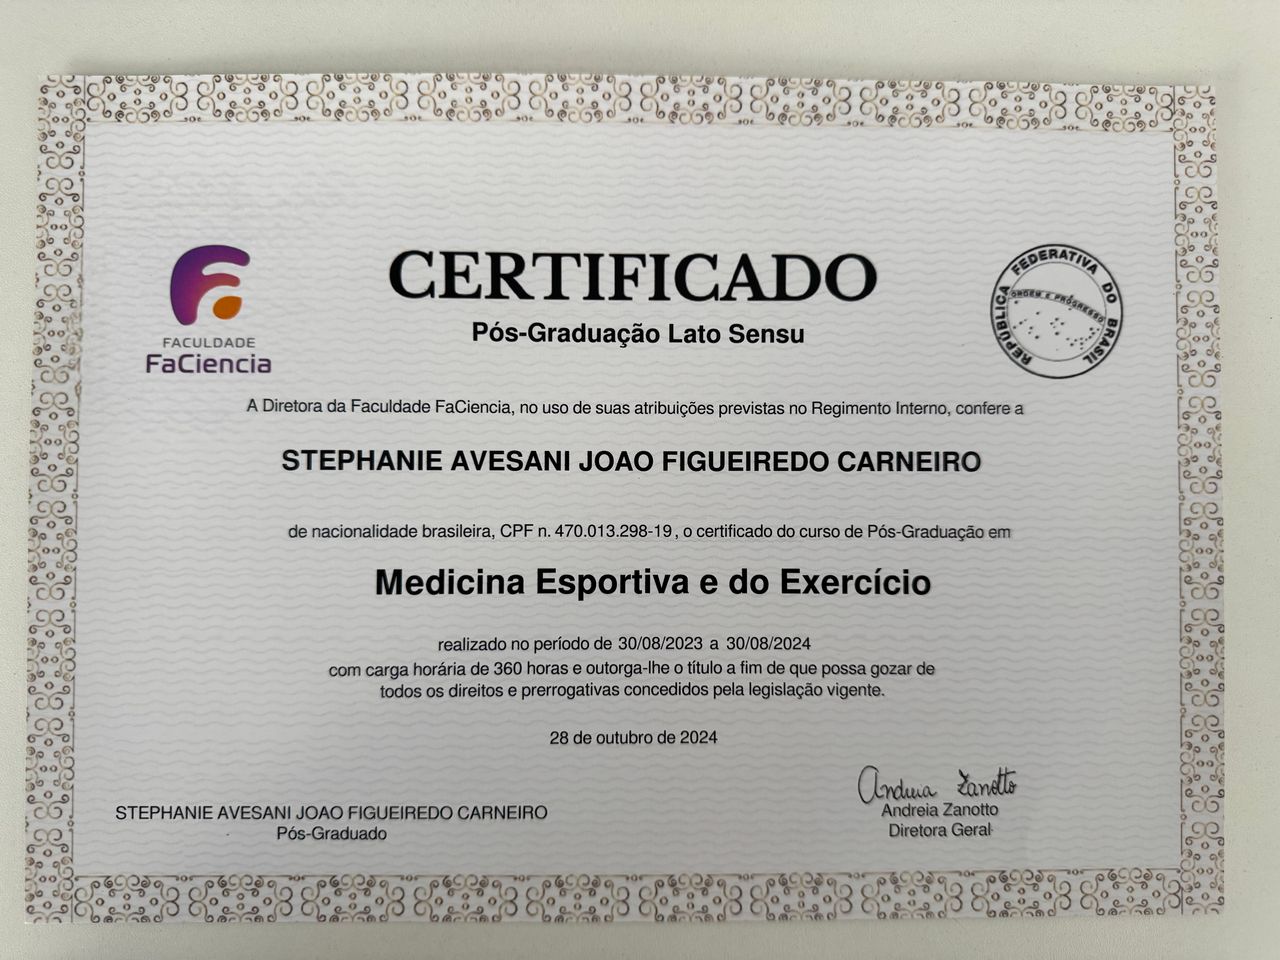 CERTIFICADO
Pós-Graduação Lato Sensu
FACULDADE
FaCiencia
REPÚBLICA FEDERATIVA DO BRASIL
ORDEM E PROGRESSO
A Diretora da Faculdade FaCiencia, no uso de suas atribuições previstas no Regimento Interno, confere a
STEPHANIE AVESANI JOAO FIGUEIREDO CARNEIRO
de nacionalidade brasileira, CPF n. 470.013.298-19, o certificado do curso de Pós-Graduação em
Medicina Esportiva e do Exercício
realizado no período de 30/08/2023 a 30/08/2024
com carga horária de 360 horas e outorga-lhe o título a fim de que possa gozar de
todos os direitos e prerrogativas concedidos pela legislação vigente.
28 de outubro de 2024
Andreia Zanotto
Andreia Zanotto
Diretora Geral
STEPHANIE AVESANI JOAO FIGUEIREDO CARNEIRO
Pós-Graduado